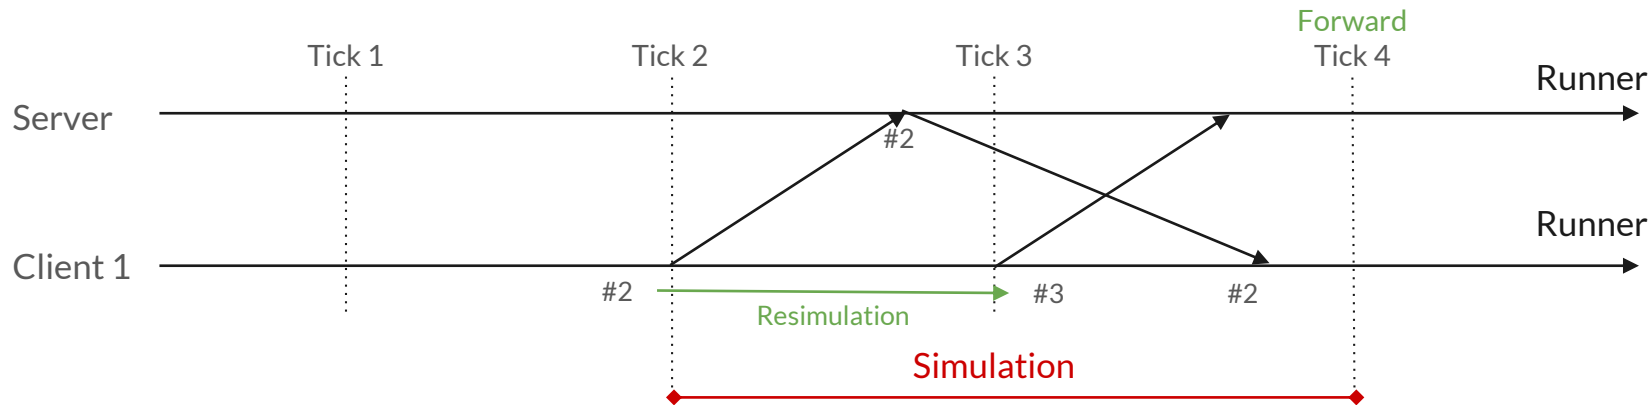 Forward
Tick 1
Tick 2
Tick 3
Tick 4
Runner
Server
#2
Runner
Client 1
#2
#3
#2
Resimulation
Simulation